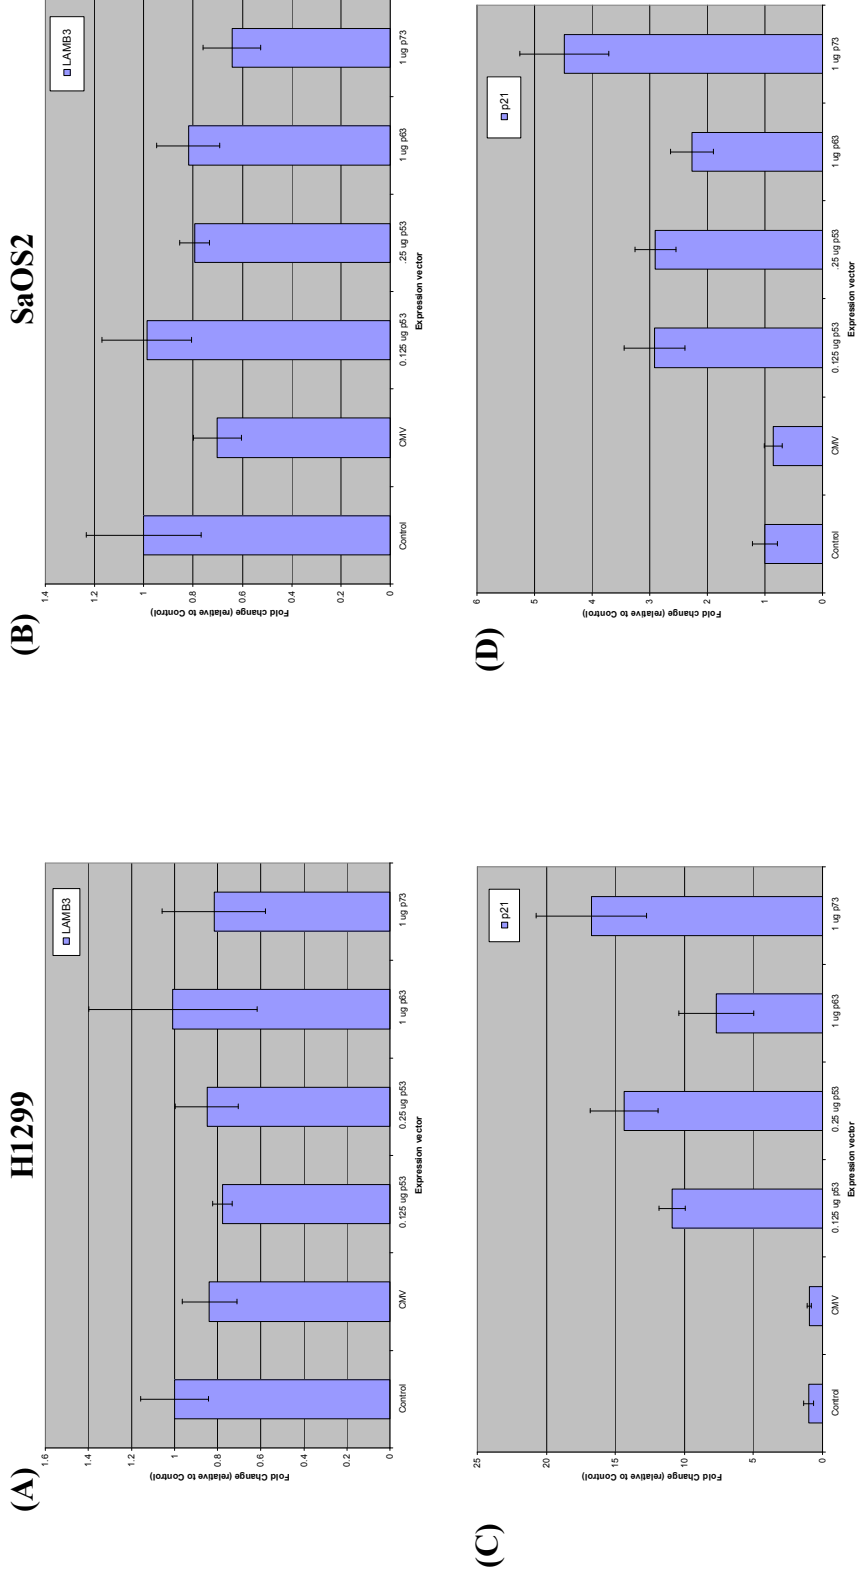 H1299
SaOS2
(A)
1.6
1.4
1.2
1
0.8
0.6
0.4
0.2
0
Fold Change (relative to Control)
LAMB3
Control
CMV
0.125 ug p53
0.25 ug p53
1 ug p63
1 ug p73
Expression vector
(B)
1.4
1.2
1
0.8
0.6
0.4
0.2
0
Fold change (relative to Control)
LAMB3
Control
CMV
0.125 ug p53
.25 ug p53
1 ug p63
1 ug p73
Expression vector
(C)
25
20
15
10
5
0
Fold Change (relative to Control)
p21
Control
CMV
0.125 ug p53
0.25 ug p53
1 ug p63
1 ug p73
Expression vector
(D)
6
5
4
3
2
1
0
Fold change (relative to Control)
p21
Control
CMV
0.125 ug p53
.25 ug p53
1 ug p63
1 ug p73
Expression vector